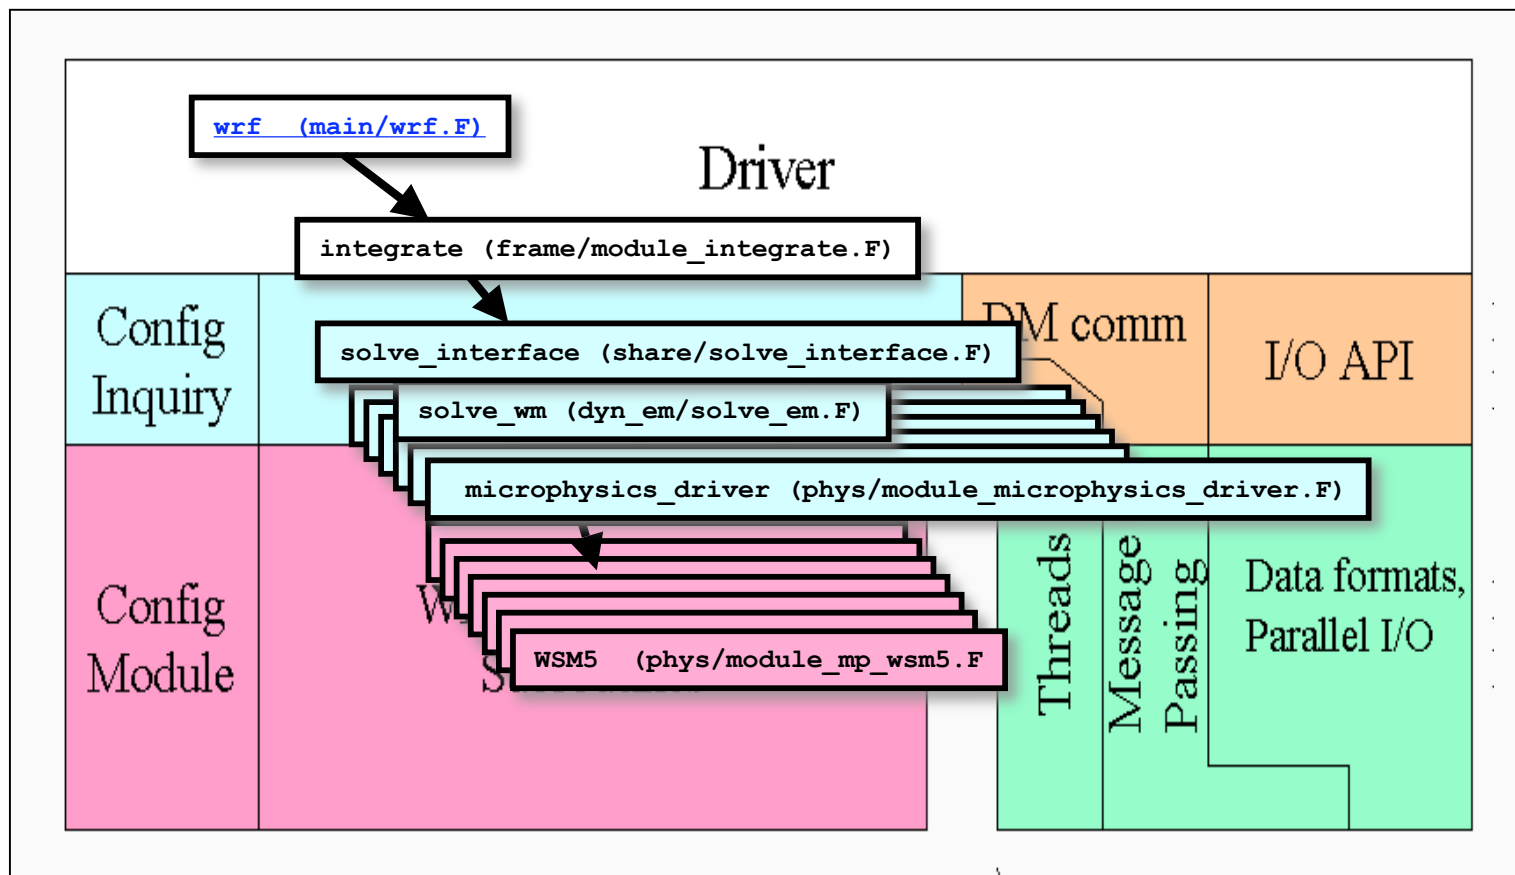 wrf  (main/wrf.F)
Driver
integrate (frame/module_integrate.F)
Config
Inquiry
DM comm
I/O API
solve_interface (share/solve_interface.F)
solve_wm (dyn_em/solve_em.F)
microphysics_driver (phys/module_microphysics_driver.F)
Config
Module
WSM5  (phys/module_mp_wsm5.F
Threads
Message
Passing
Data formats,
Parallel I/O